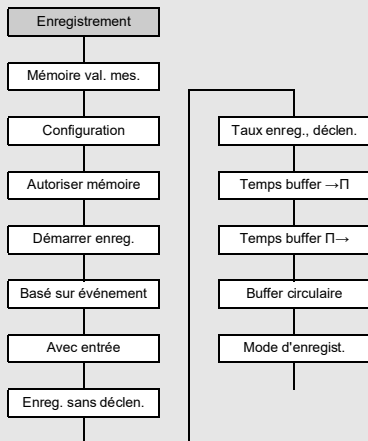 Enregistrement
Mémoire val. mes.
Configuration
Autoriser mémoire
Démarrer enreg.
Basé sur événement
Avec entrée
Enreg. sans déclen.
Taux enreg., déclen.
Temps buffer →Π
Temps buffer Π→
Buffer circulaire
Mode d'enregist.